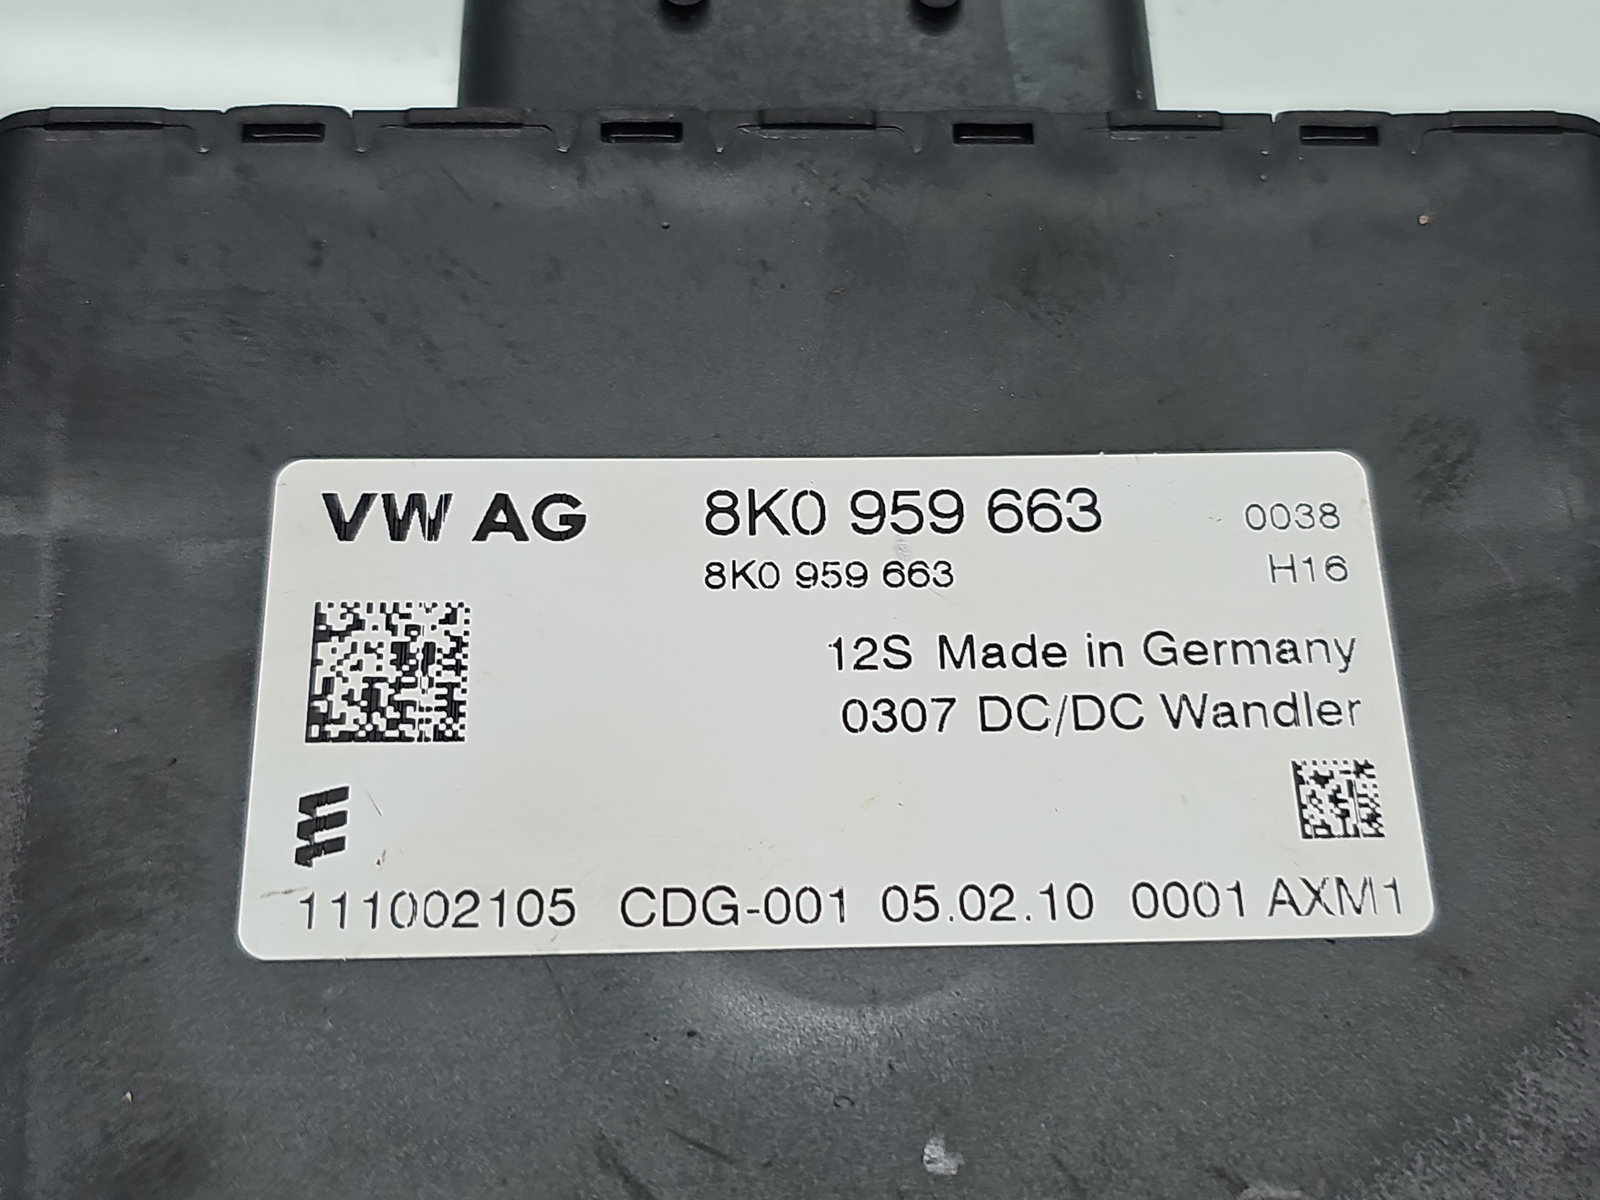 VW AG 8K0 959 663 0038
8K0 959 663 H16
12S Made in Germany
0307 DC/DC Wandler
111002105 CDG-001 05.02.10 0001 AXM1